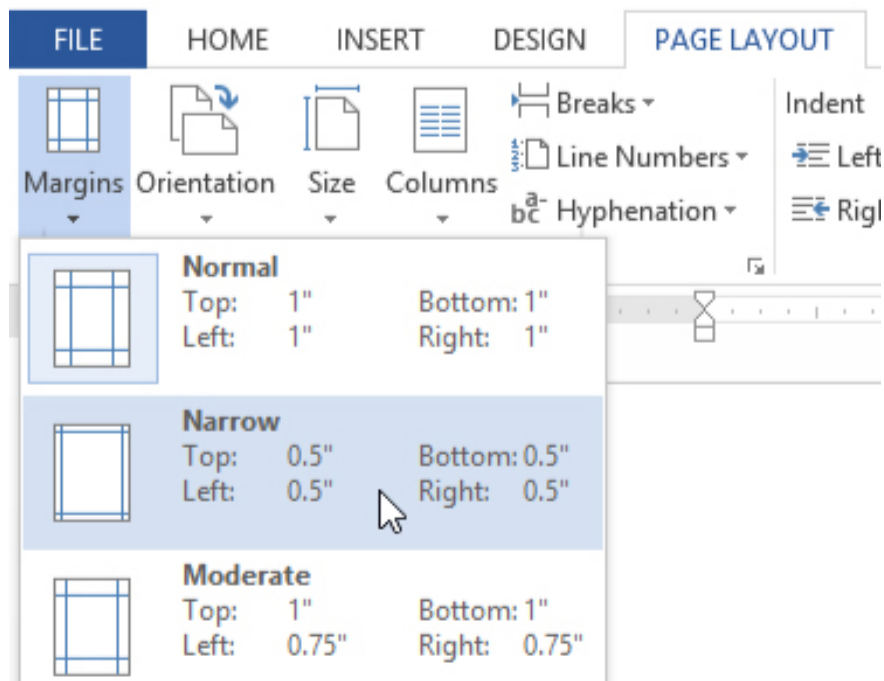 FILE HOME INSERT DESIGN PAGE LAYOUT
Breaks
Line Numbers
Hyphenation
Margins Orientation Size Columns
Indent
Left
Normal
Top: 1" Bottom: 1"
Left: 1" Right: 1"
Narrow
Top: 0.5" Bottom: 0.5"
Left: 0.5" Right: 0.5"
Moderate
Top: 1" Bottom: 1"
Left: 0.75" Right: 0.75"